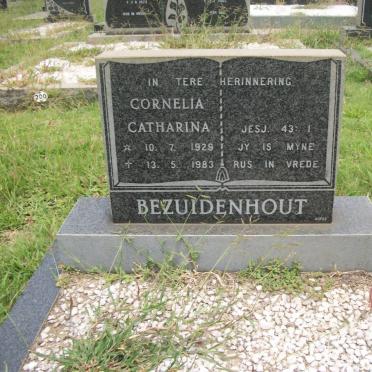 IN TERE HERINNERING
CORNELIA
CATHARINA
☆ 10. 7. 1929
✝ 13. 5. 1983
JESJ. 43: 1
JY IS MYNE
RUS IN VREDE
BEZUIDENHOUT